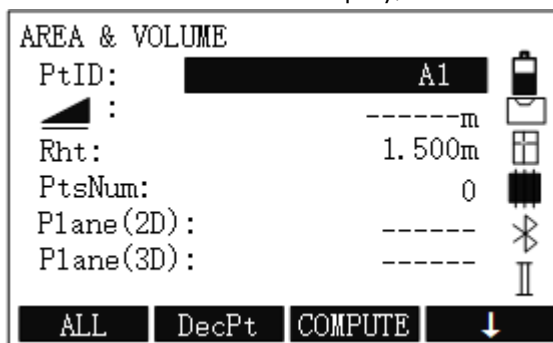 AREA & VOLUME
PtID: A1
: ------m
Rht: 1.500m
PtsNum: 0
Plane(2D): ------
Plane(3D): ------
ALL DecPt COMPUTE ↓